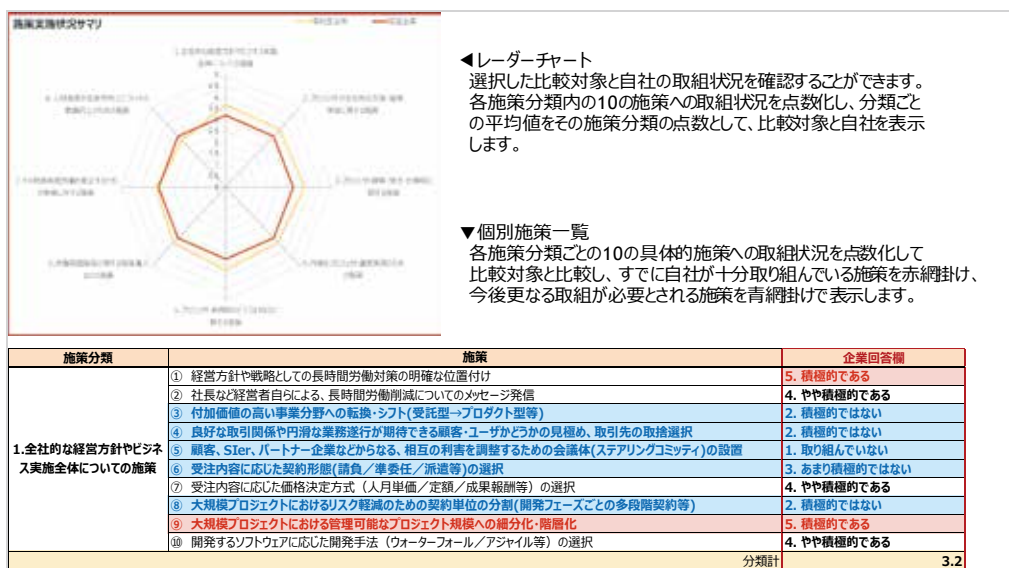 施策実施状況サマリ
◀レーダーチャート
選択した比較対象と自社の取組状況を確認することができます。
各施策分類内の10の施策への取組状況を点数化し、分類ごと
の平均値をその施策分類の点数として、比較対象と自社を表示
します。
▼個別施策一覧
各施策分類ごとの10の具体的施策への取組状況を点数化して
比較対象と比較し、すでに自社が十分取り組んでいる施策を赤網掛け、
今後更なる取組が必要とされる施策を青網掛けで表示します。
施策分類 施策 企業回答欄
1.全社的な経営方針やビジネ
ス実施全体についての施策
① 経営方針や戦略としての長時間労働対策の明確な位置付け 5. 積極的である
② 社長など経営者自らによる、長時間労働削減についてのメッセージ発信 4. やや積極的である
③ 付加価値の高い事業分野への転換・シフト(受託型→プロダクト型等) 2. 積極的ではない
④ 良好な取引関係や円滑な業務遂行が期待できる顧客・ユーザかどうかの見極め、取引先の取捨選択 2. 積極的ではない
⑤ 顧客、SIer、パートナー企業などからなる、相互の利害を調整するための会議体(ステアリングコミッティ)の設置 1. 取り組んでいない
⑥ 受注内容に応じた契約形態(請負／準委任／派遣等)の選択 3. あまり積極的ではない
⑦ 受注内容に応じた価格決定方式（人月単価／定額／成果報酬等）の選択 4. やや積極的である
⑧ 大規模プロジェクトにおけるリスク軽減のための契約単位の分割(開発フェーズごとの多段階契約等) 2. 積極的ではない
⑨ 大規模プロジェクトにおける管理可能なプロジェクト規模への細分化・階層化 5. 積極的である
⑩ 開発するソフトウェアに応じた開発手法（ウォーターフォール／アジャイル等）の選択 4. やや積極的である
分類計 3.2